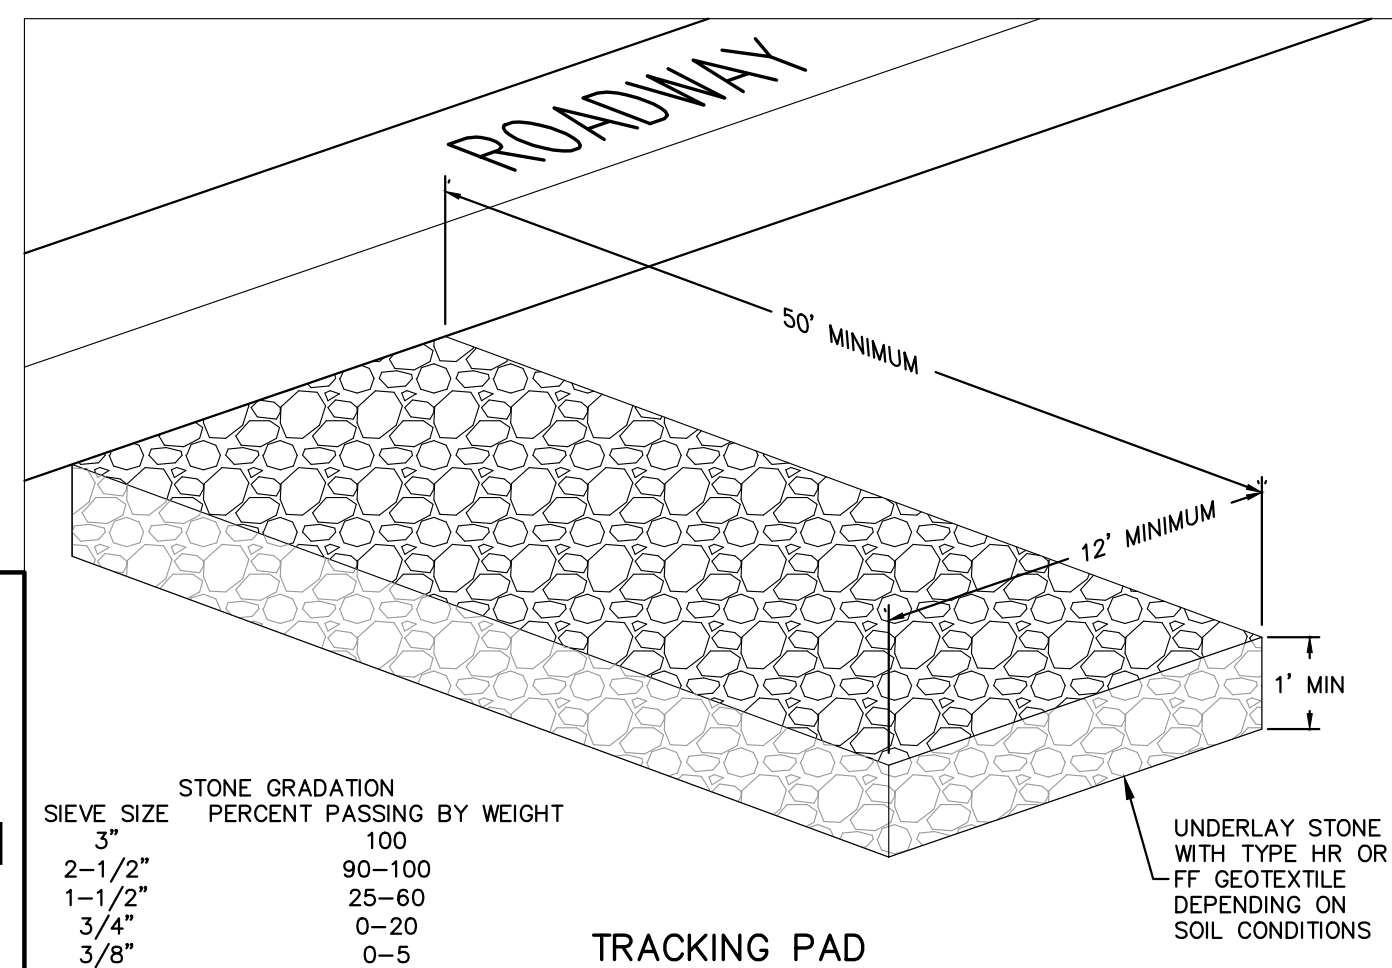 ROADWAY
50' MINIMUM
12' MINIMUM
1' MIN
STONE GRADATION
SIEVE SIZE PERCENT PASSING BY WEIGHT
3" 100
2-1/2" 90-100
1-1/2" 25-60
3/4" 0-20
3/8" 0-5
UNDERLAY STONE
WITH TYPE HR OR
FF GEOTEXTILE
DEPENDING ON
SOIL CONDITIONS
TRACKING PAD